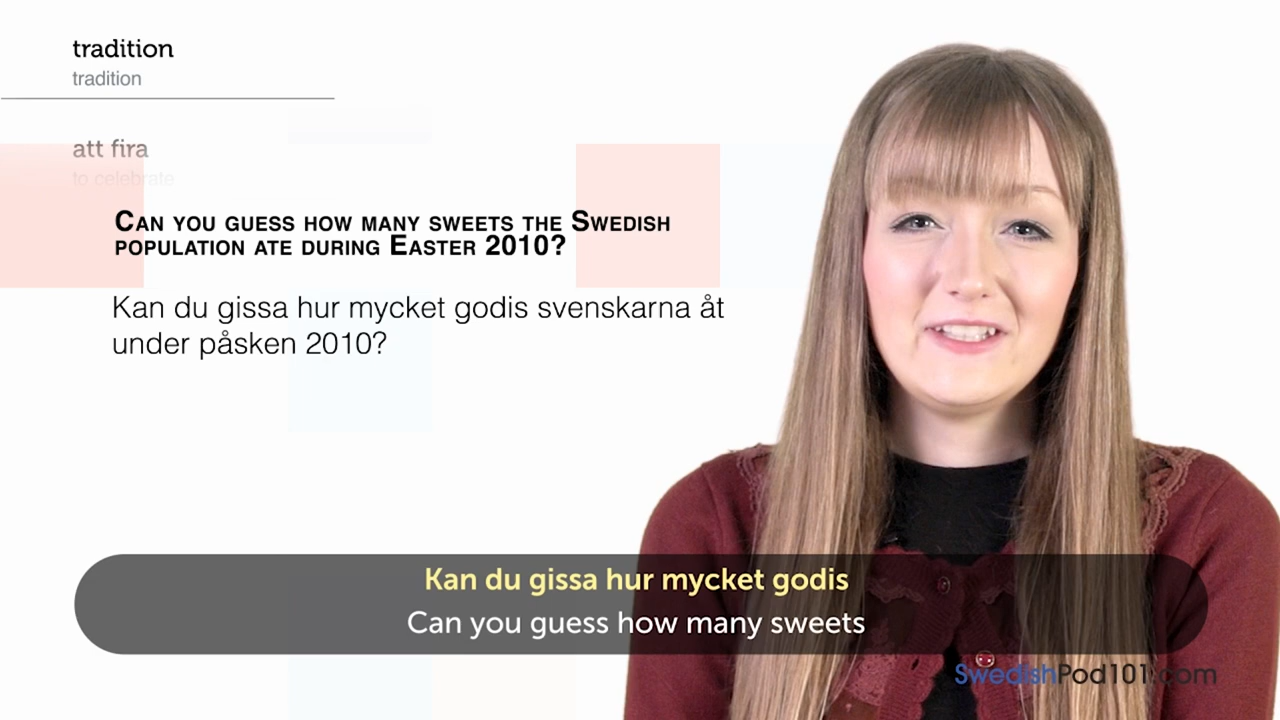 tradition
tradition
att fira
to celebrate
Can you guess how many sweets the Swedish
population ate during Easter 2010?
Kan du gissa hur mycket godis svenskarna åt
under påsken 2010?
Kan du gissa hur mycket godis
Can you guess how many sweets
SwedishPod101.com